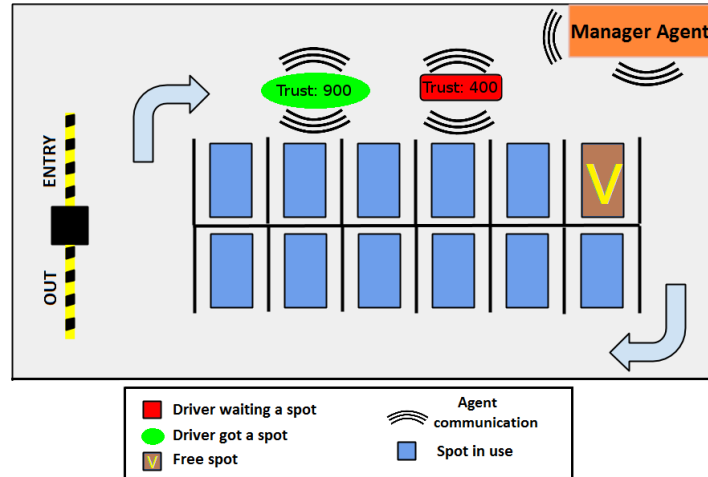 Manager Agent
Trust: 900
Trust: 400
ENTRY
V
OUT
Driver waiting a spot
Driver got a spot
V
Free spot
Agent
communication
Spot in use